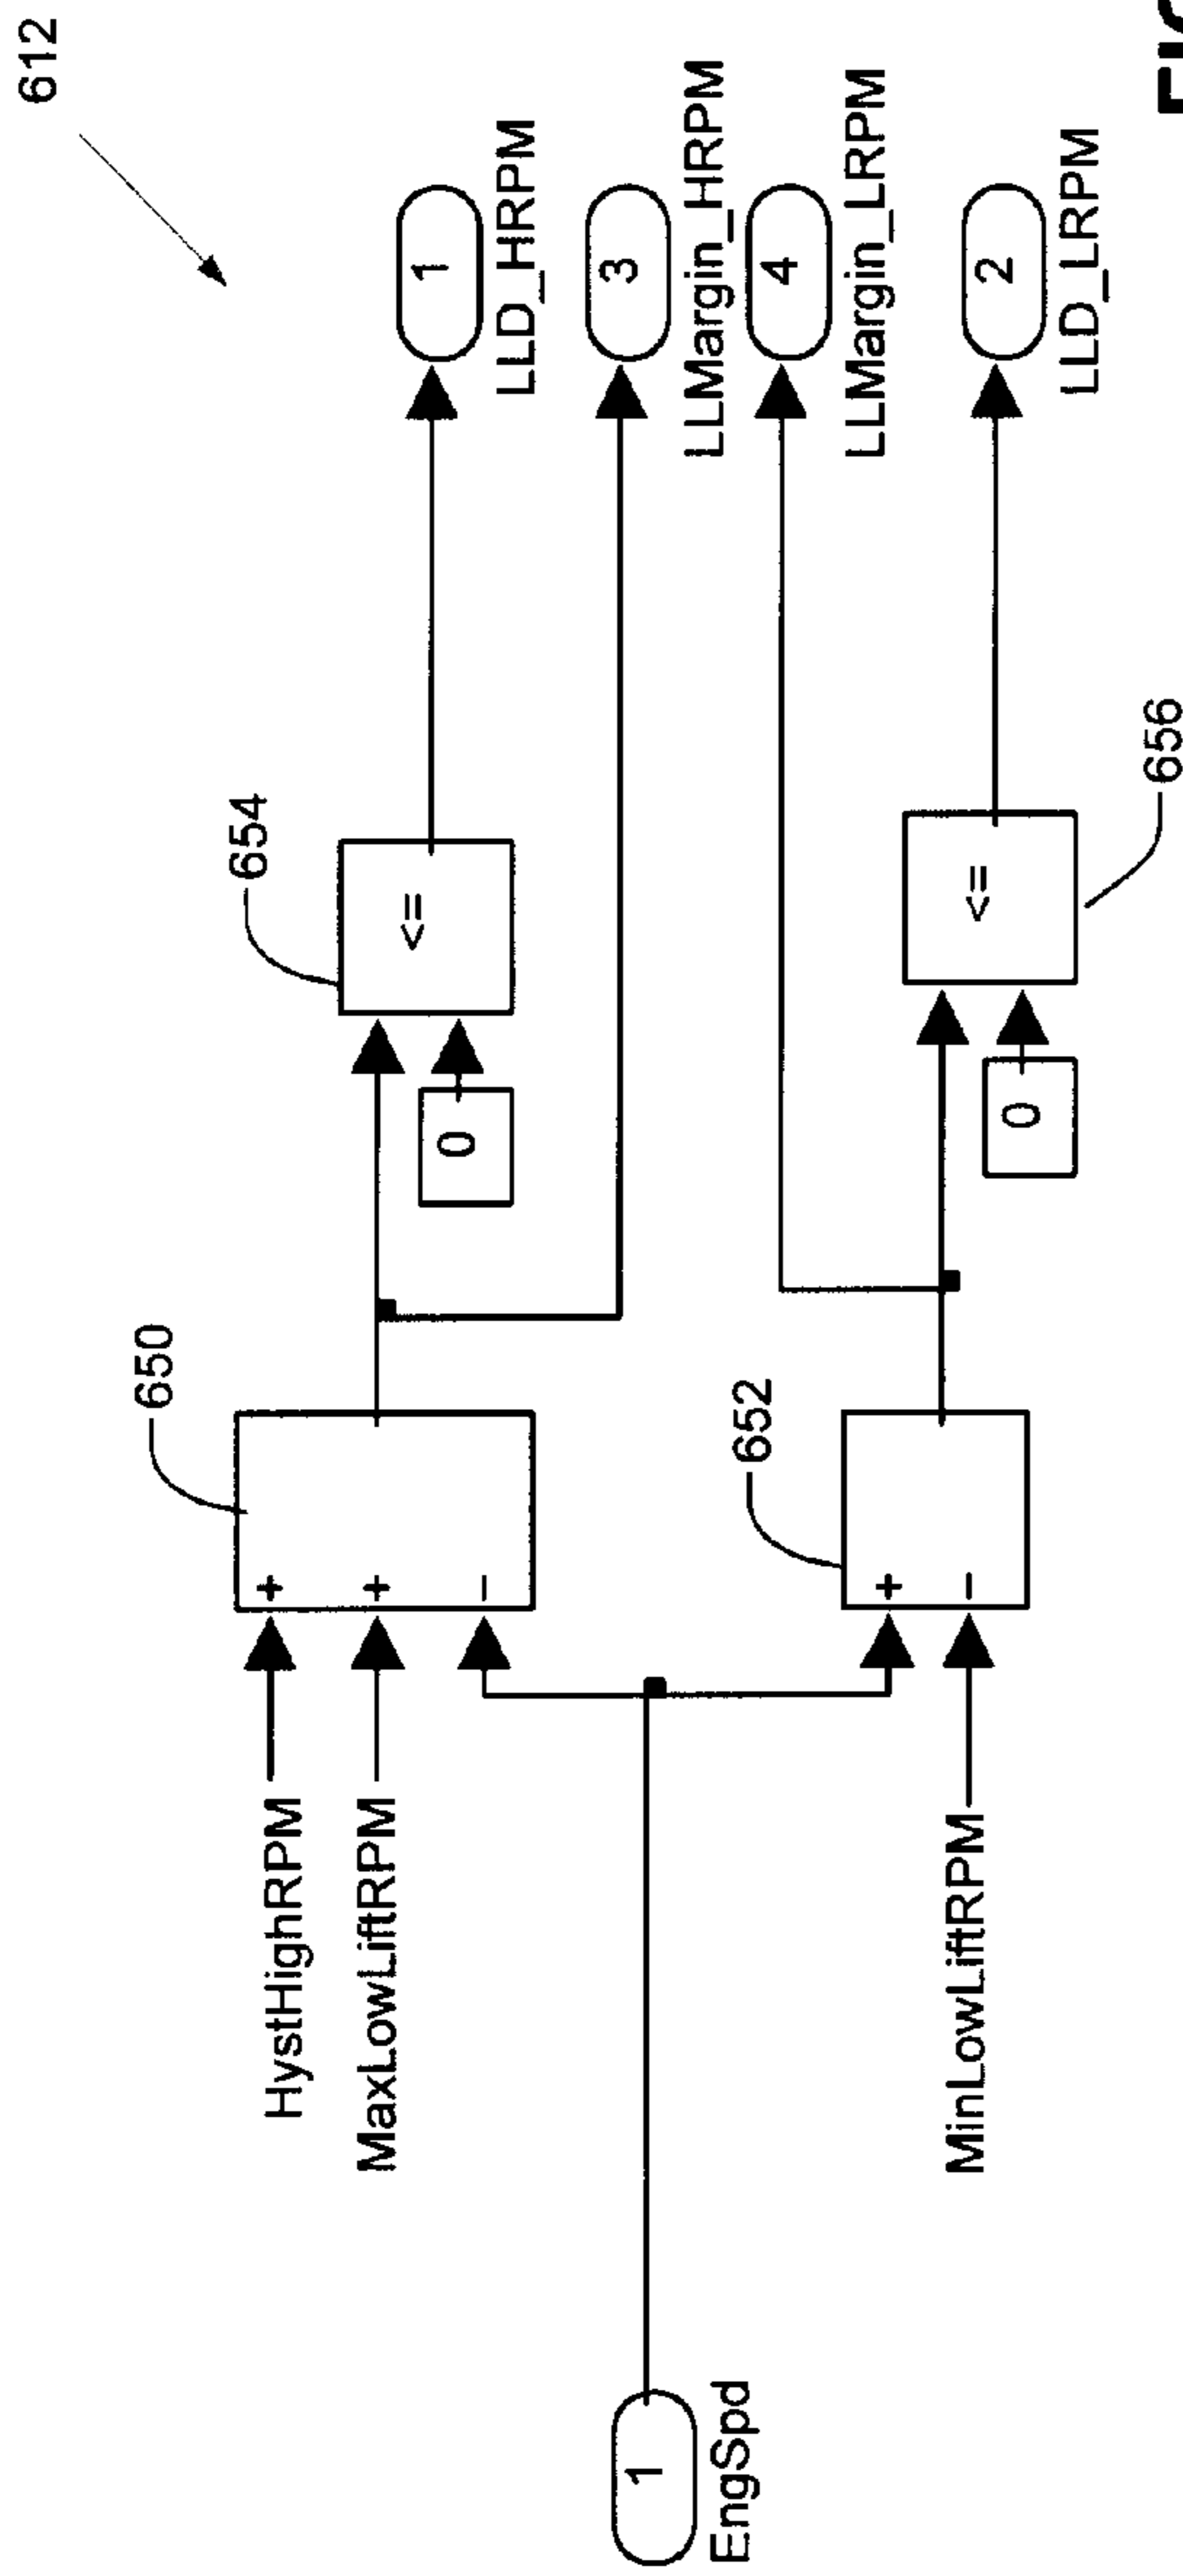 612
650
654
HystHighRPM
+
MaxLowLiftRPM
+
-
<=
0
1
LLD_HRPM
3
LLMargin_HRPM
1
EngSpd
4
LLMargin_LRPM
652
+
MinLowLiftRPM
-
<=
0
2
LLD_LRPM
656